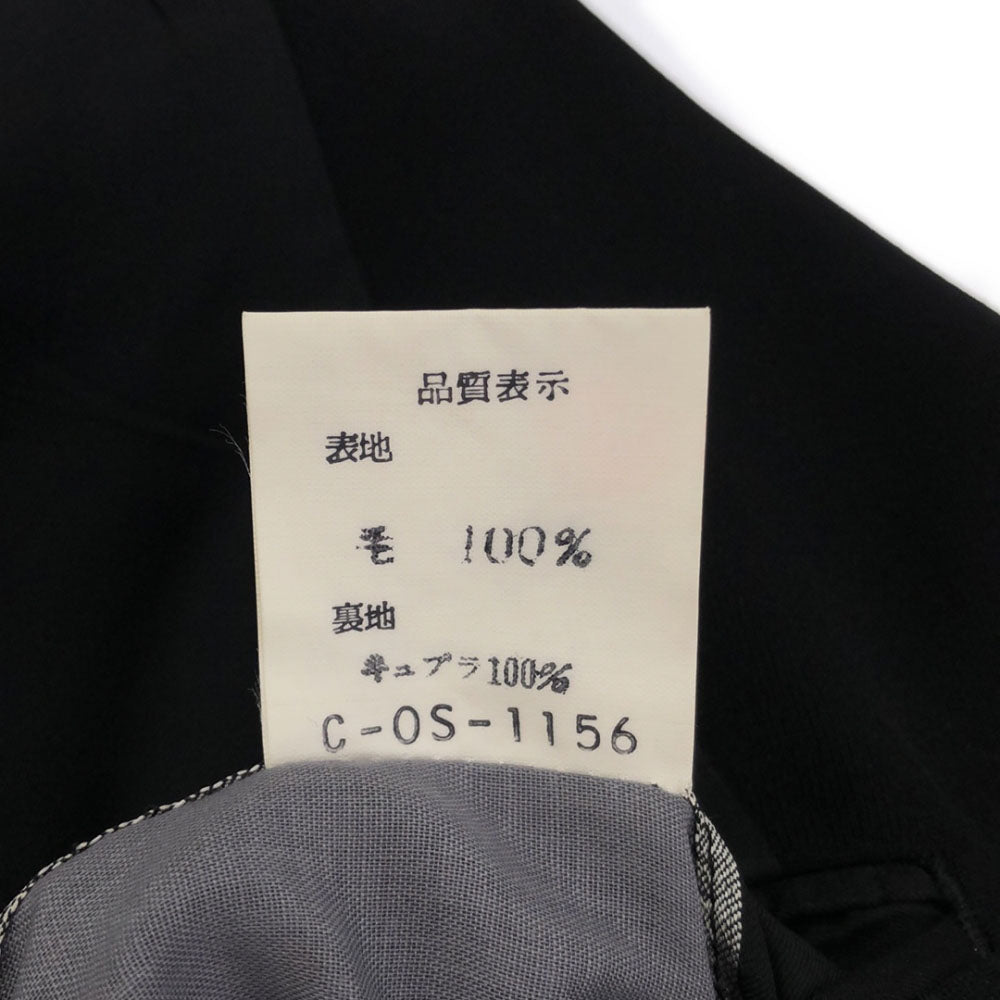 品質表示
表地
毛 100%
裏地
キュプラ100%
C-OS-1156